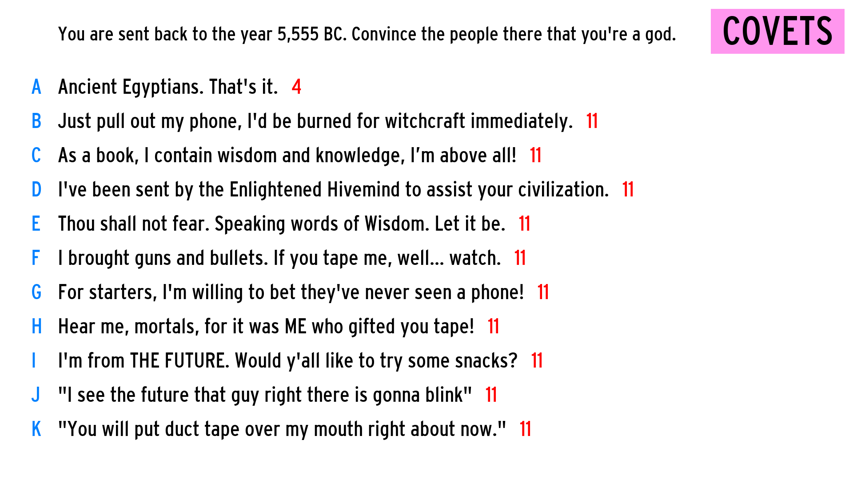 You are sent back to the year 5,555 BC. Convince the people there that you're a god.
COVETS
A Ancient Egyptians. That's it. 4
B Just pull out my phone, I'd be burned for witchcraft immediately. 11
C As a book, I contain wisdom and knowledge, I’m above all! 11
D I've been sent by the Enlightened Hivemind to assist your civilization. 11
E Thou shall not fear. Speaking words of Wisdom. Let it be. 11
F I brought guns and bullets. If you tape me, well... watch. 11
G For starters, I'm willing to bet they've never seen a phone! 11
H Hear me, mortals, for it was ME who gifted you tape! 11
I I'm from THE FUTURE. Would y'all like to try some snacks? 11
J "I see the future that guy right there is gonna blink" 11
K "You will put duct tape over my mouth right about now." 11